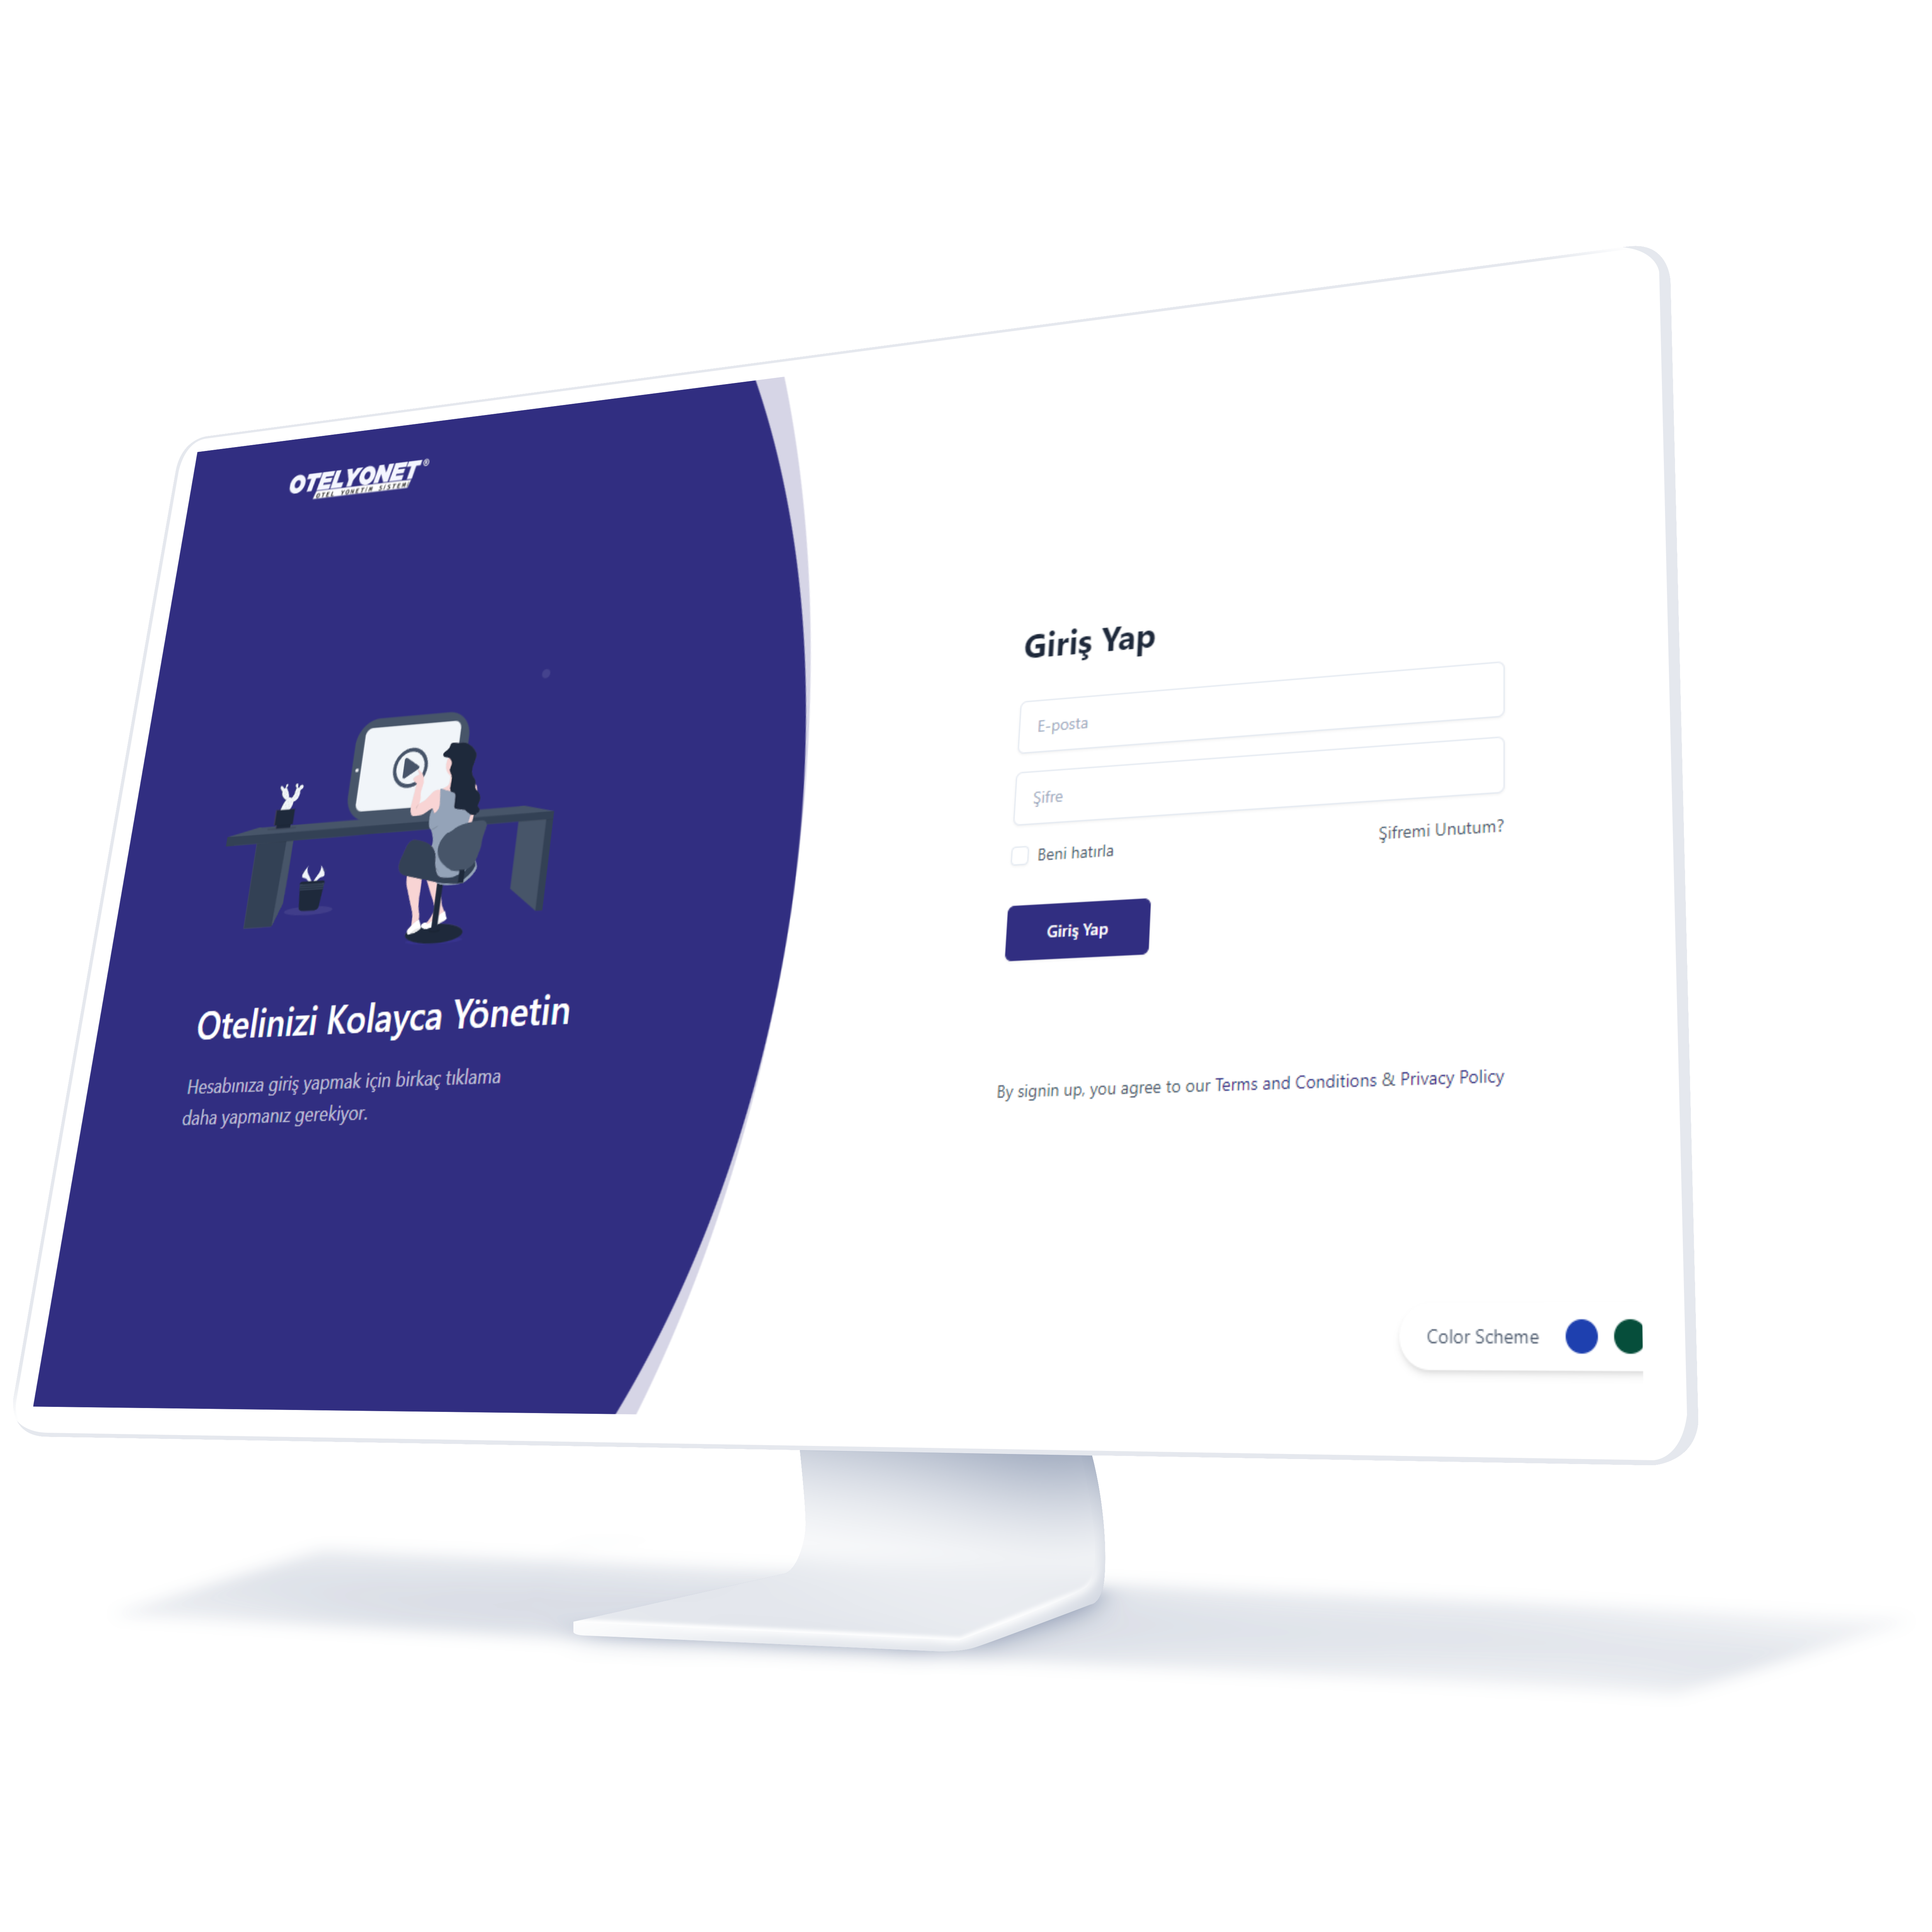 OTELYONET®
OTEL YÖNETİM SİSTEMİ
Otelinizi Kolayca Yönetin
Hesabınıza giriş yapmak için birkaç tıklama
daha yapmanız gerekiyor.
Giriş Yap
E-posta
Şifre
Beni hatırla
Şifremi Unutum?
Giriş Yap
By signin up, you agree to our Terms and Conditions & Privacy Policy
Color Scheme